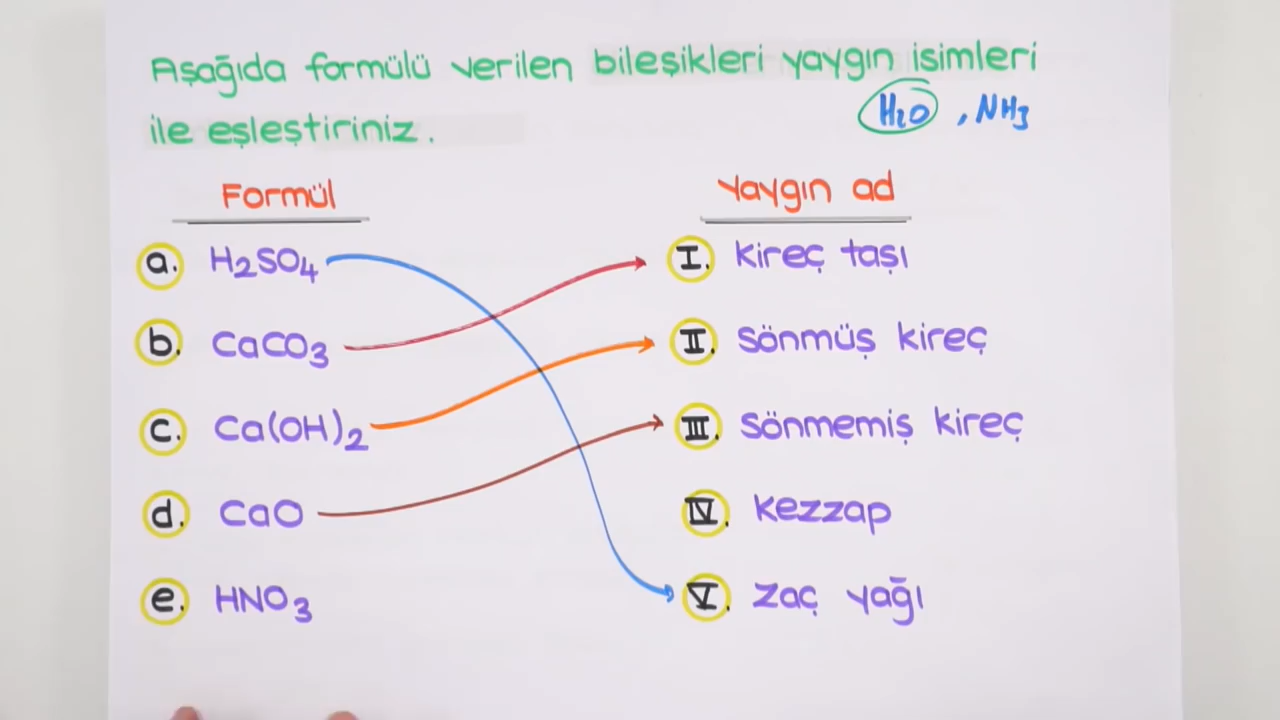 Aşağıda formülü verilen bileşikleri yaygın isimleri
ile eşleştiriniz.
H₂O , NH₃
Formül
Yaygın ad
a. H₂SO₄
I. Kireç taşı
b. CaCO₃
II. Sönmüş kireç
c. Ca(OH)₂
III. Sönmemiş kireç
d. CaO
IV. Kezzap
e. HNO₃
V. Zaç yağı